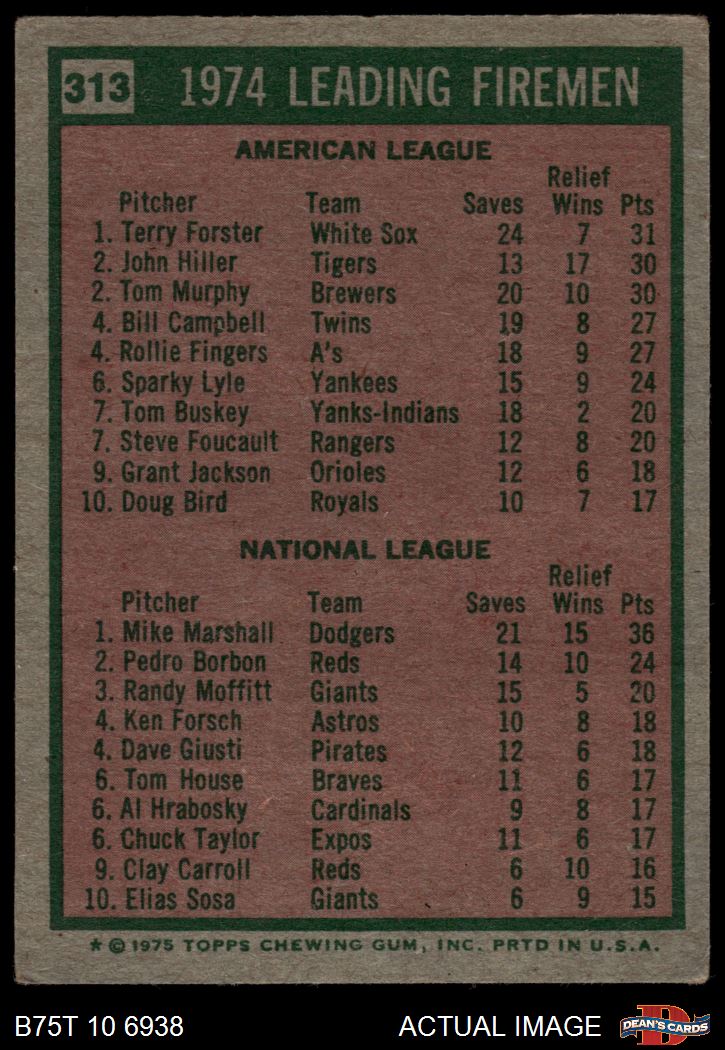 313 1974 LEADING FIREMEN
AMERICAN LEAGUE
Relief
Pitcher Team Saves Wins Pts
1. Terry Forster White Sox 24 7 31
2. John Hiller Tigers 13 17 30
2. Tom Murphy Brewers 20 10 30
4. Bill Campbell Twins 19 8 27
4. Rollie Fingers A's 18 9 27
6. Sparky Lyle Yankees 15 9 24
7. Tom Buskey Yanks-Indians 18 2 20
7. Steve Foucault Rangers 12 8 20
9. Grant Jackson Orioles 12 6 18
10. Doug Bird Royals 10 7 17
NATIONAL LEAGUE
Relief
Pitcher Team Saves Wins Pts
1. Mike Marshall Dodgers 21 15 36
2. Pedro Borbon Reds 14 10 24
3. Randy Moffitt Giants 15 5 20
4. Ken Forsch Astros 10 8 18
4. Dave Giusti Pirates 12 6 18
6. Tom House Braves 11 6 17
6. Al Hrabosky Cardinals 9 8 17
6. Chuck Taylor Expos 11 6 17
9. Clay Carroll Reds 6 10 16
10. Elias Sosa Giants 6 9 15
* © 1975 TOPPS CHEWING GUM, INC. PRTD IN U.S.A.
B75T 10 6938 ACTUAL IMAGE D DEAN'S CARDS